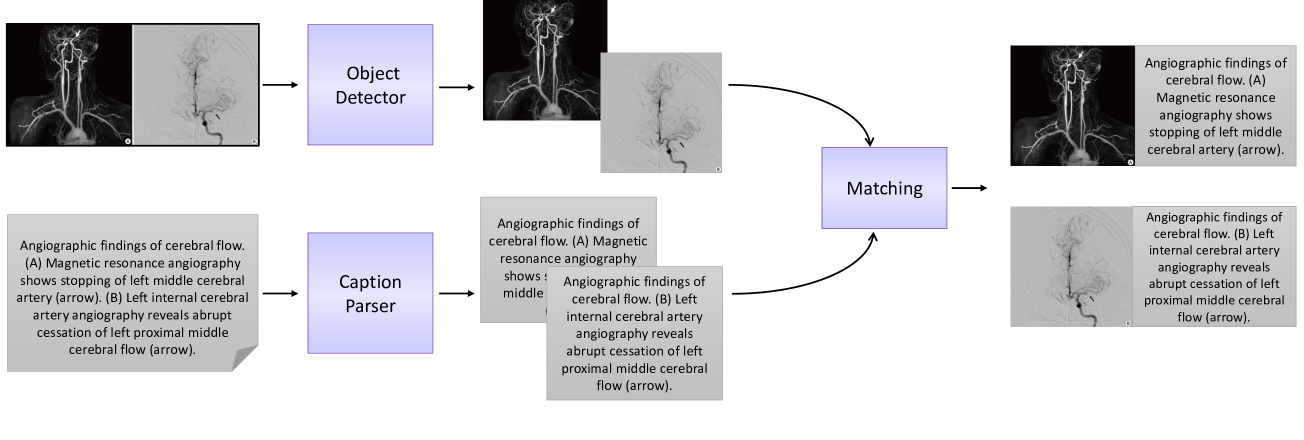 Object
Detector
Angiographic findings of cerebral flow.
(A) Magnetic resonance angiography
shows stopping of left middle cerebral
artery (arrow). (B) Left internal cerebral
artery angiography reveals abrupt
cessation of left proximal middle
cerebral flow (arrow).
Caption
Parser
Angiographic findings of
cerebral flow. (A) Magnetic
resonance angiography
shows
middle
Angiographic findings of
cerebral flow. (B) Left
internal cerebral artery
angiography reveals
abrupt cessation of left
proximal middle cerebral
flow (arrow).
Matching
Angiographic findings of
cerebral flow. (A)
Magnetic resonance
angiography shows
stopping of left middle
cerebral artery (arrow).
Angiographic findings of
cerebral flow. (B) Left
internal cerebral artery
angiography reveals
abrupt cessation of left
proximal middle cerebral
flow (arrow).